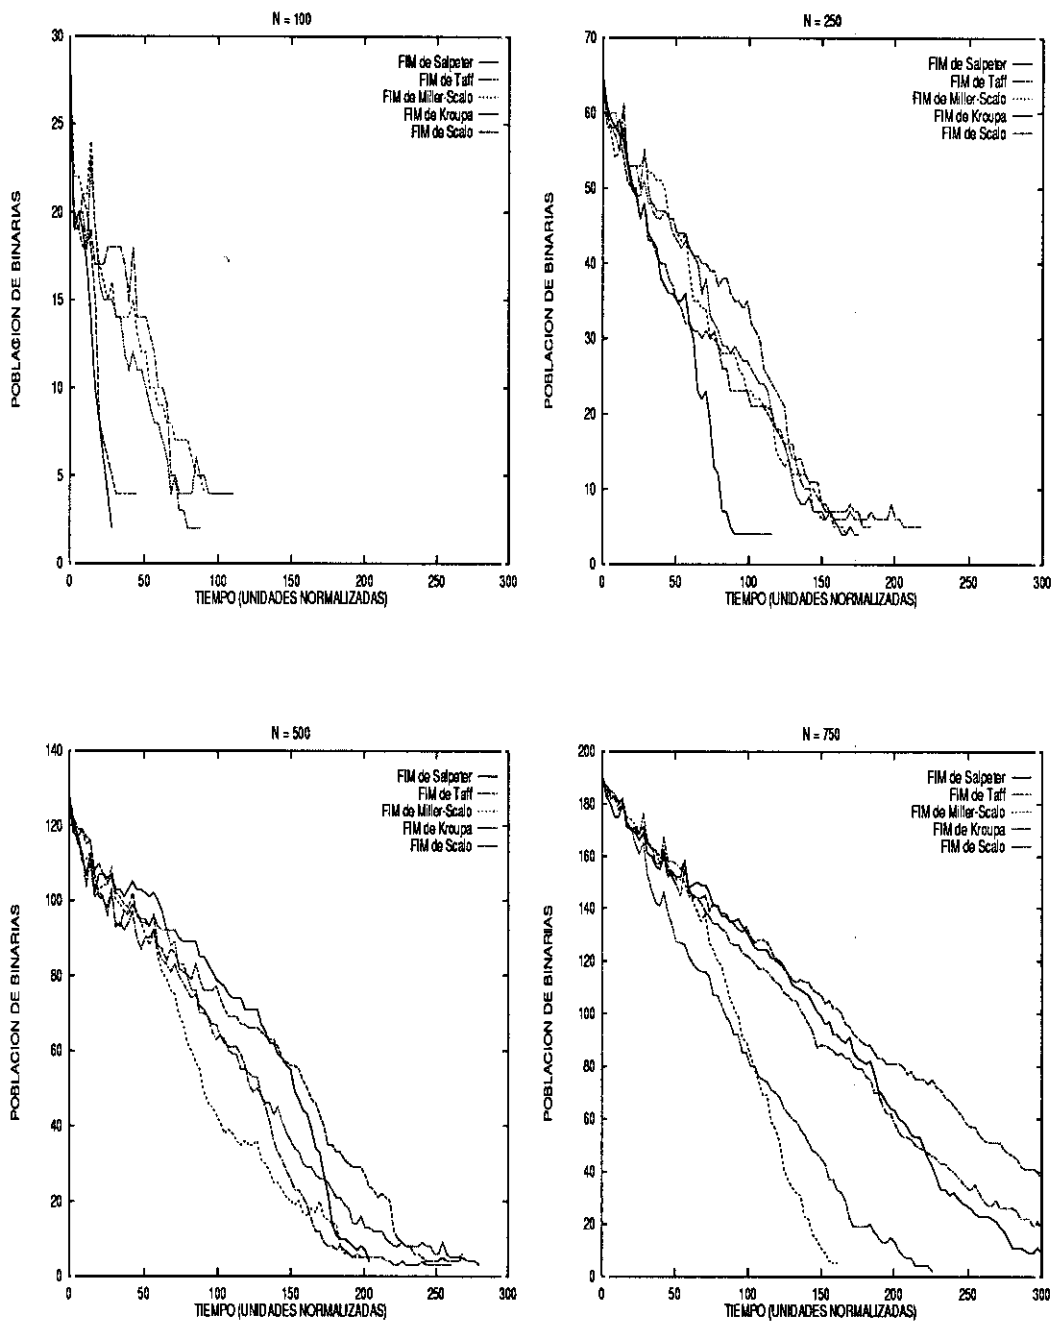 N = 100
30
25
20
15
10
5
0
POBLACION DE BINARIAS
FIM de Salpeter
FIM de Taff
FIM de Miller-Scalo
FIM de Kroupa
FIM de Scalo
0 50 100 150 200 250 300
TIEMPO (UNIDADES NORMALIZADAS)
N = 250
70
60
50
40
30
20
10
0
POBLACION DE BINARIAS
FIM de Salpeter
FIM de Taff
FIM de Miller-Scalo
FIM de Kroupa
FIM de Scalo
0 50 100 150 200 250 300
TIEMPO (UNIDADES NORMALIZADAS)
N = 500
140
120
100
80
60
40
20
0
POBLACION DE BINARIAS
FIM de Salpeter
FIM de Taff
FIM de Miller-Scalo
FIM de Kroupa
FIM de Scalo
0 50 100 150 200 250 300
TIEMPO (UNIDADES NORMALIZADAS)
N = 750
200
180
160
140
120
100
80
60
40
20
0
POBLACION DE BINARIAS
FIM de Salpeter
FIM de Taff
FIM de Miller-Scalo
FIM de Kroupa
FIM de Scalo
0 50 100 150 200 250 300
TIEMPO (UNIDADES NORMALIZADAS)